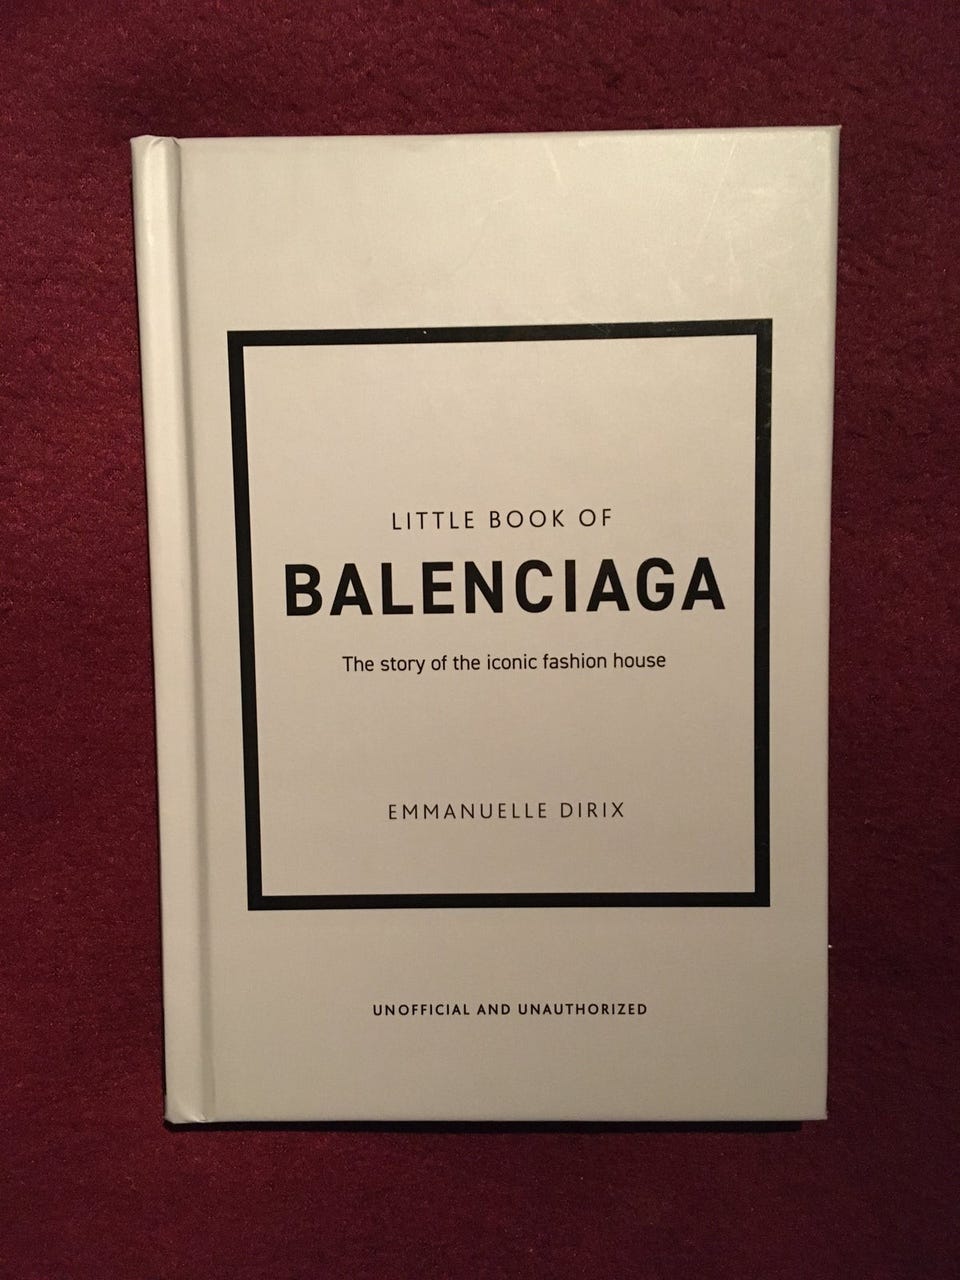 LITTLE BOOK OF
BALENCIAGA
The story of the iconic fashion house
EMMANUELLE DIRIX
UNOFFICIAL AND UNAUTHORIZED